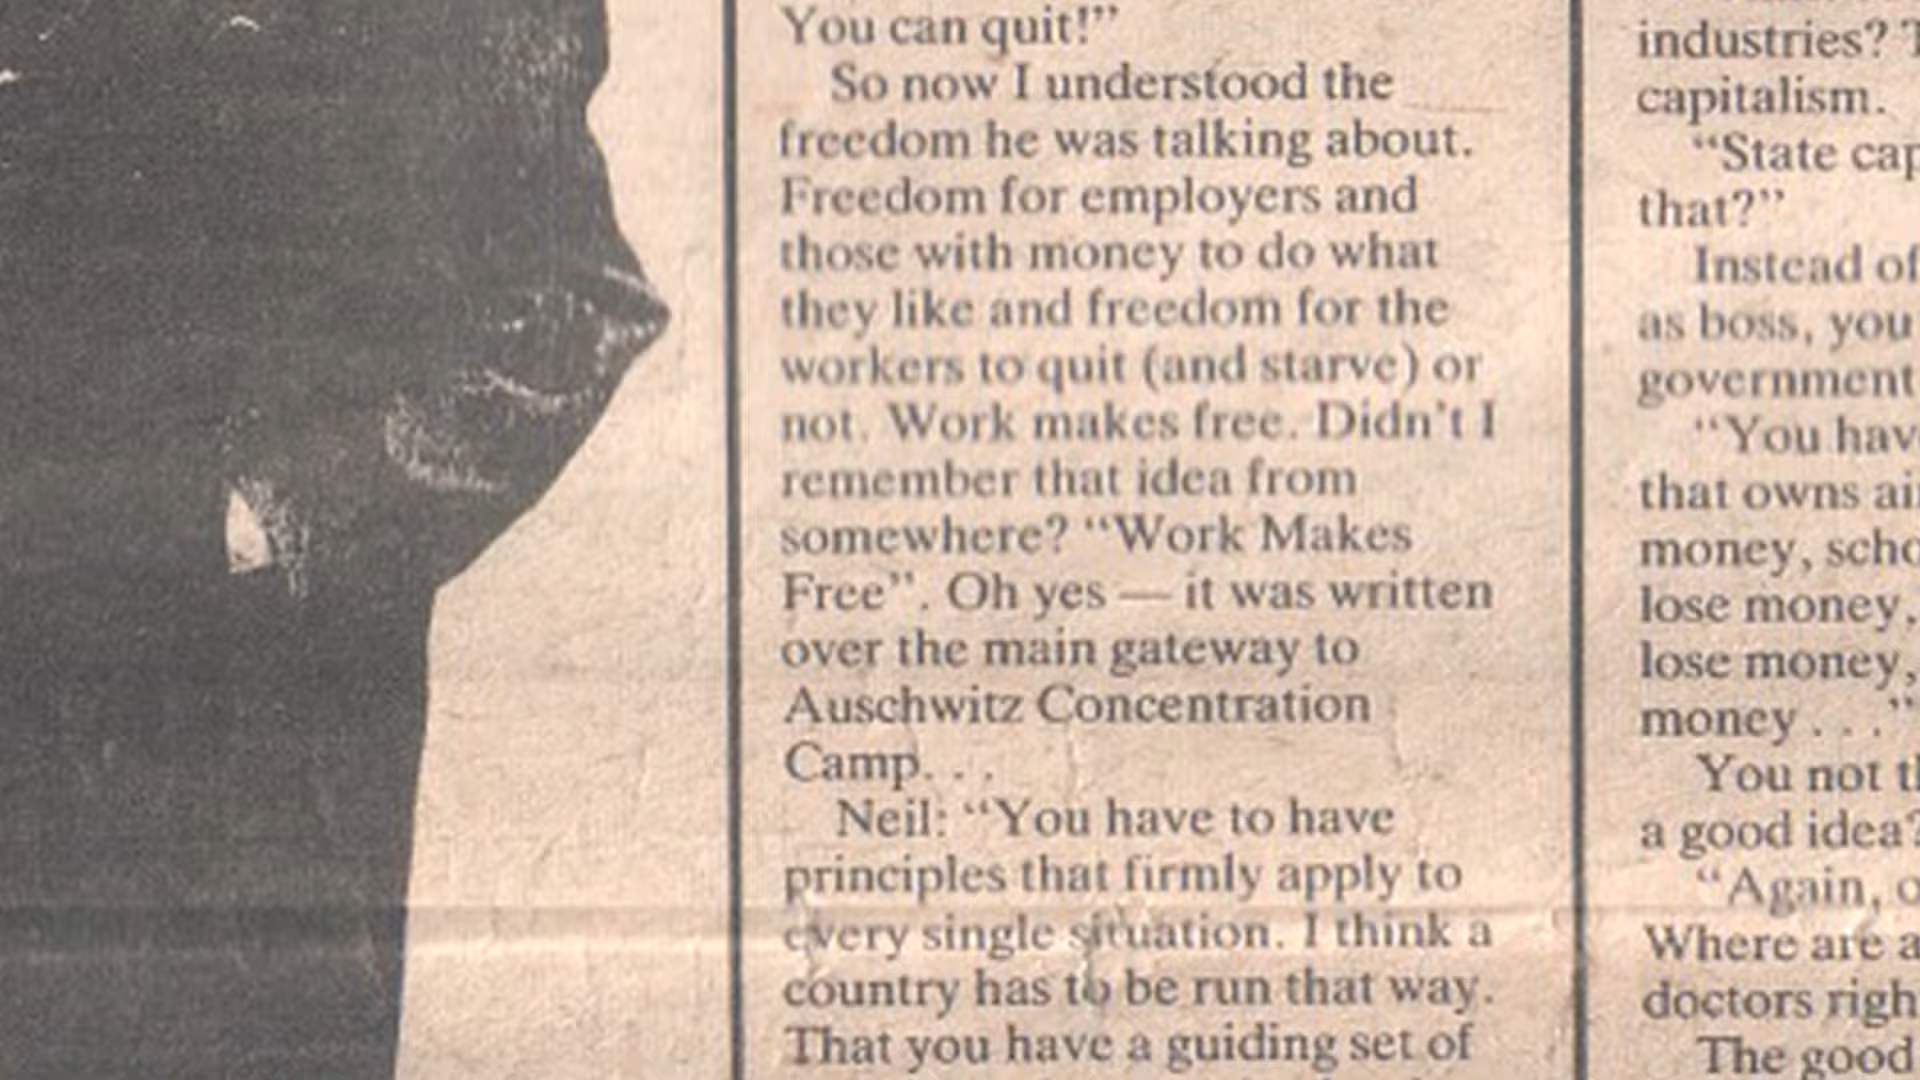 You can quit!”
So now I understood the
freedom he was talking about.
Freedom for employers and
those with money to do what
they like and freedom for the
workers to quit (and starve) or
not. Work makes free. Didn’t I
remember that idea from
somewhere? “Work Makes
Free”. Oh yes — it was written
over the main gateway to
Auschwitz Concentration
Camp. . .
Neil: “You have to have
principles that firmly apply to
every single situation. I think a
country has to be run that way.
That you have a guiding set of
industries?
capitalism.
“State
that?”
Instead of
as boss, you
government
“You
that owns
money,
lose money,
lose money,
money . . .”
You not
a good idea?
“Again,
Where are
doctors
The good